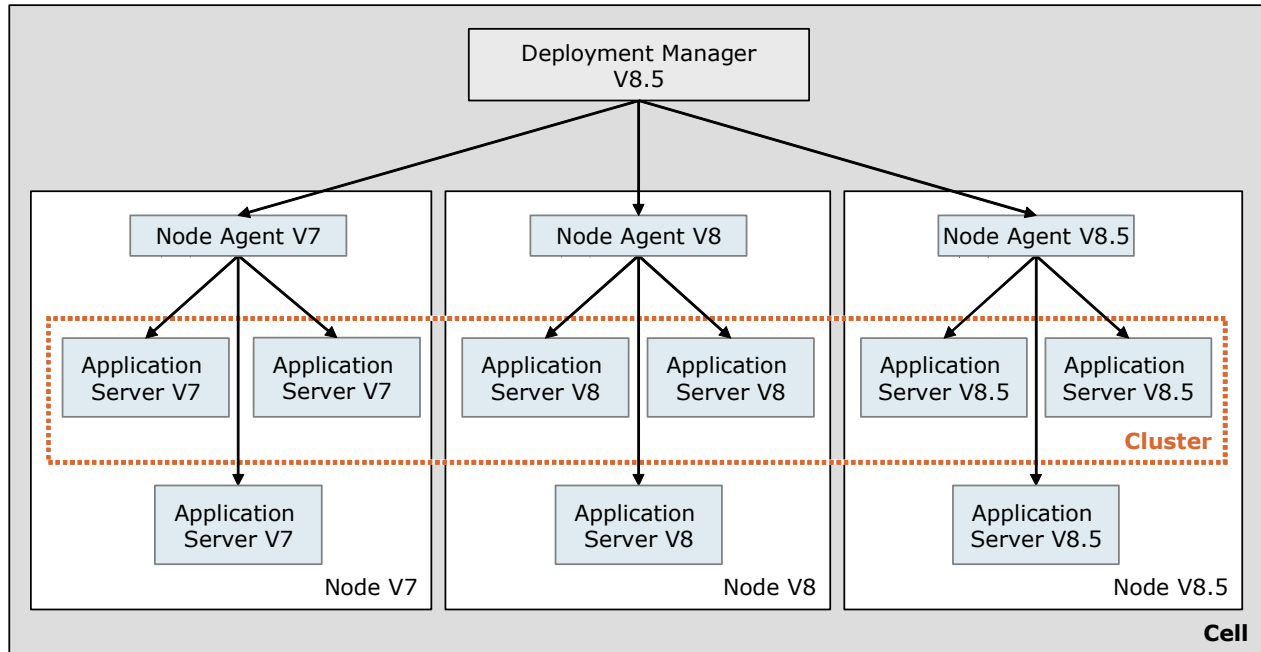 Deployment Manager
V8.5
Node Agent V7
Node Agent V8
Node Agent V8.5
Application
Server V7
Application
Server V7
Application
Server V8
Application
Server V8
Application
Server V8.5
Application
Server V8.5
Cluster
Application
Server V7
Application
Server V8
Application
Server V8.5
Node V7
Node V8
Node V8.5
Cell